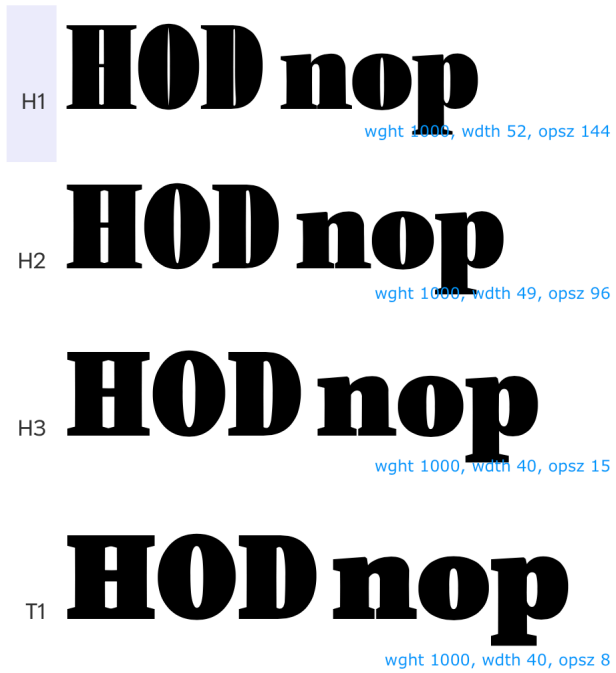 H1 HOD nop
wght 1000, wdth 52, opsz 144
H2 HOD nop
wght 1000, wdth 49, opsz 96
H3 HOD nop
wght 1000, wdth 40, opsz 15
T1 HOD nop
wght 1000, wdth 40, opsz 8